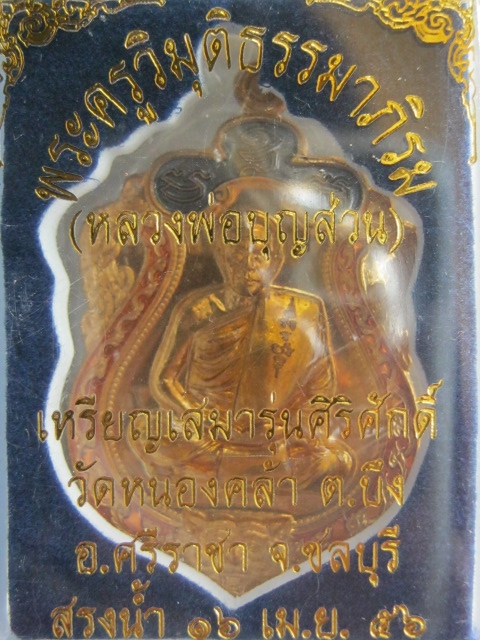 พระครูวิมุติธรรมาภิรม
(หลวงพ่อบุญส่วน)
เหรียญเสมารุ่นศิริศักดิ์
วัดหนองคล้า ต.บึง
อ.ศรีราชา จ.ชลบุรี
สรงน้ำ ๑๖ เม.ย. ๕๖